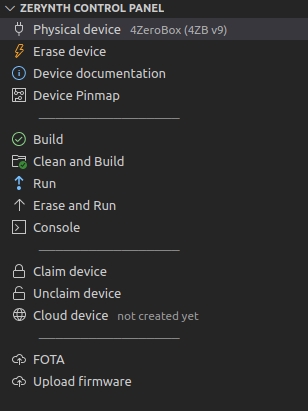 ZERYNTH CONTROL PANEL
Physical device 4ZeroBox (4ZB v9)
Erase device
Device documentation
Device Pinmap
Build
Clean and Build
Run
Erase and Run
Console
Claim device
Unclaim device
Cloud device not created yet
FOTA
Upload firmware